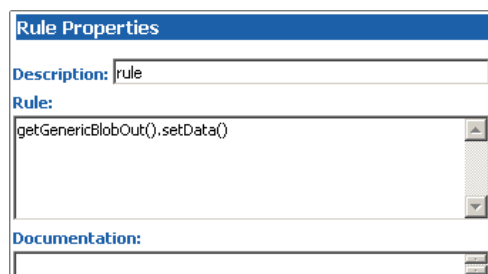 Rule Properties
Description: rule
Rule:
getGenericBlobOut().setData()
Documentation: